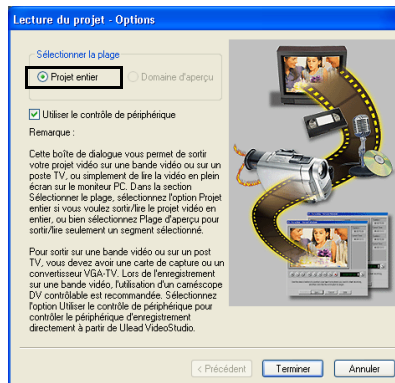 Lecture du projet - Options
Sélectionner la plage
Projet entier
Domaine d'aperçu
Utiliser le contrôle de périphérique
Remarque :
Cette boîte de dialogue vous permet de sortir
votre projet vidéo sur une bande vidéo ou sur un
poste TV, ou simplement de lire la vidéo en plein
écran sur le moniteur PC. Dans la section
Sélectionner le plage, sélectionnez l'option Projet
entier si vous voulez sortir/lire le projet vidéo en
entier, ou bien sélectionnez Plage d'aperçu pour
sortir/lire seulement un segment sélectionné.
Pour sortir sur une bande vidéo ou sur un post
TV, vous devez avoir une carte de capture ou un
convertisseur VGA-TV. Lors de l'enregistrement
sur une bande vidéo, l'utilisation d'un caméscope
DV contrôlable est recommandée. Sélectionnez
l'option Utiliser le contrôle de périphérique pour
contrôler le périphérique d'enregistrement
directement à partir de Ulead VideoStudio.
< Précédent
Terminer
Annuler